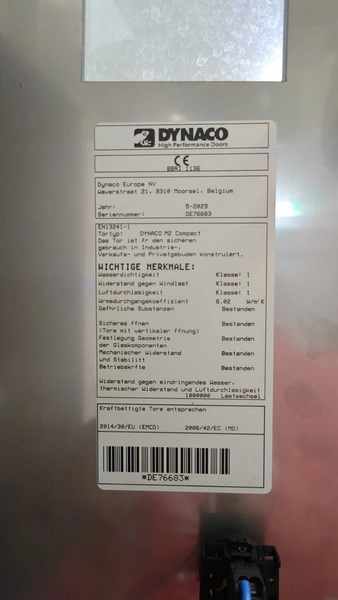 DYNACO
High Performance Doors
CE
BBRI 1136
Dynaco Europe NV
Waverstraat 21, 9310 Moorsel, Belgium
Jahr: 5-2023
Seriennummer: DE76683
EN13241-1
Tortyp: DYNACO M2 Compact
Das Tor ist fr den sicheren
gebrauch in Industrie-,
Verkaufs- und Privatgebuden konstruiert.
WICHTIGE MERKMALE:
Wasserdichtigkeit Klasse: 1
Widerstand gegen Windlast Klasse: 1
Luftdurchlssigkeit Klasse: 1
Wrmedurchgangkoeffizient 6.02 W/m K
Gefhrliche Substanzen Bestanden
Sicheres ffnen Bestanden
(Tore mit vertikaler ffnung)
Festlegung Geometrie Bestanden
der Glaskomponenten
Mechanischer Widerstand Bestanden
und Stabilitt
Betriebskrfte Bestanden
Widerstand gegen eindringendes Wasser,
thermischer Widerstand und Luftdurchlssigkeit
1000000 Lastwechsel
Kraftbettigte Tore entsprechen
2014/30/EU (EMCD) 2006/42/EC (MD)
*DE76683*